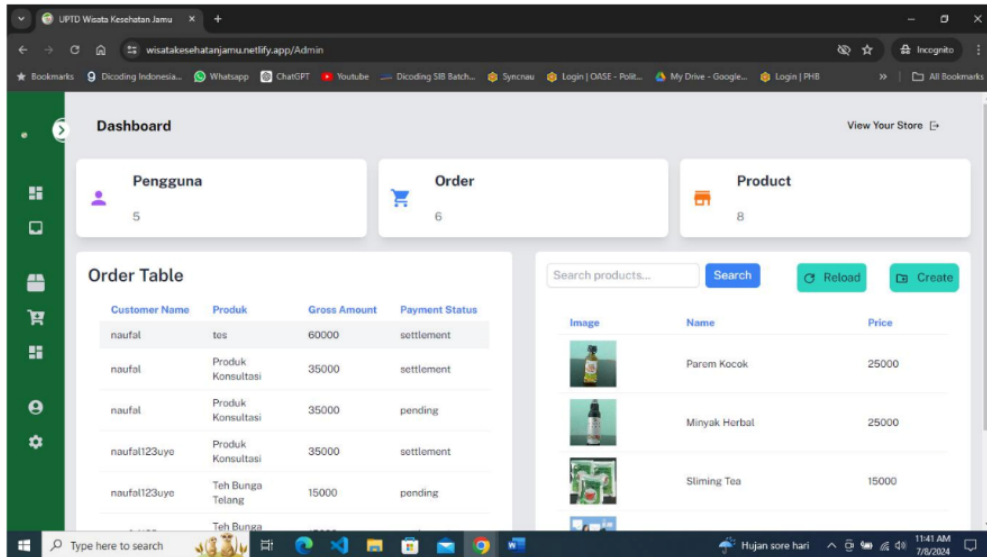 UPTD Wisata Kesehatan Jamu
wisatakesehatanjamu.netlify.app/Admin
Incognito
Bookmarks Dicoding Indonesia... Whatsapp ChatGPT Youtube Dicoding SIB Batch... Syncnau Login | OASE - Polit... My Drive - Google... Login | PHB All Bookmarks
Dashboard
View Your Store
Pengguna
5
Order
6
Product
8
Order Table
Customer Name Produk Gross Amount Payment Status
naufal tes 60000 settlement
naufal Produk Konsultasi 35000 settlement
naufal Produk Konsultasi 35000 pending
naufal123uye Produk Konsultasi 35000 settlement
naufal123uye Teh Bunga Telang 15000 pending
Teh Bunga
Search products... Search Reload Create
Image Name Price
Parem Kocok 25000
Minyak Herbal 25000
Sliming Tea 15000
Type here to search
Hujan sore hari
11:41 AM
7/8/2024